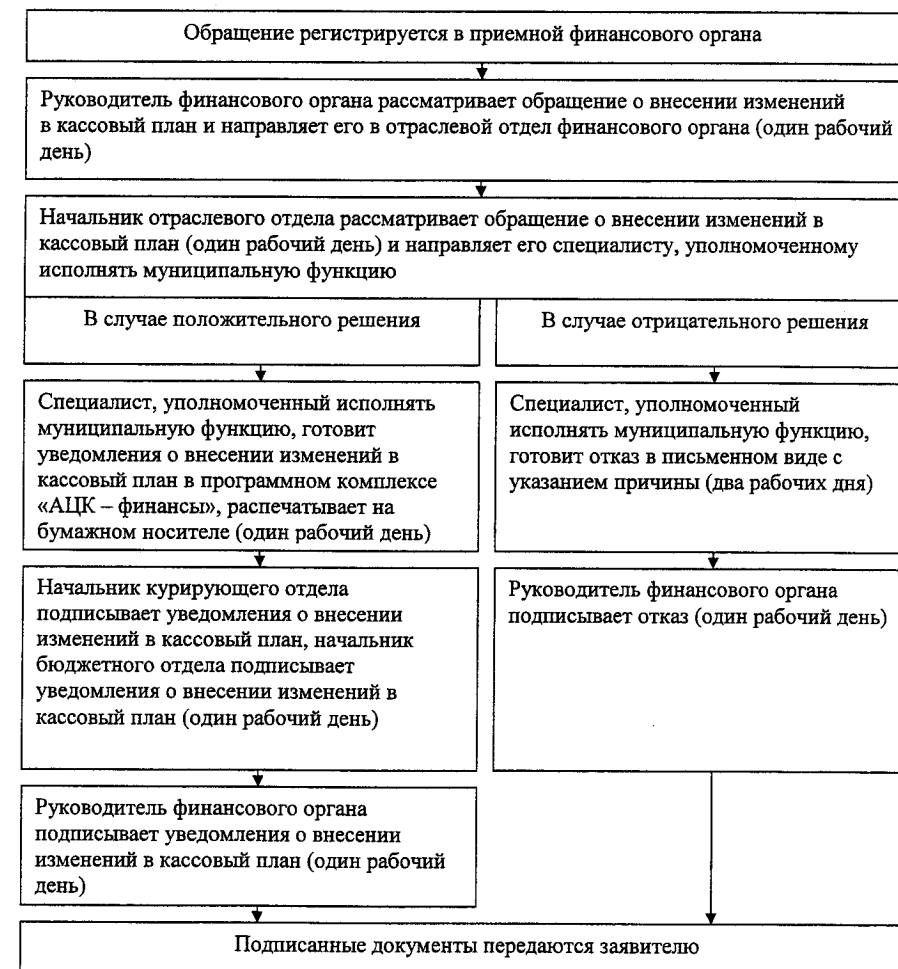 Обращение регистрируется в приемной финансового органа
Руководитель финансового органа рассматривает обращение о внесении изменений
в кассовый план и направляет его в отраслевой отдел финансового органа (один рабочий
день)
Начальник отраслевого отдела рассматривает обращение о внесении изменений в
кассовый план (один рабочий день) и направляет его специалисту, уполномоченному
исполнять муниципальную функцию
В случае положительного решения
Специалист, уполномоченный исполнять
муниципальную функцию, готовит
уведомления о внесении изменений в
кассовый план в программном комплексе
«АЦК – финансы», распечатывает на
бумажном носителе (один рабочий день)
Начальник курирующего отдела
подписывает уведомления о внесении
изменений в кассовый план, начальник
бюджетного отдела подписывает
уведомления о внесении изменений в
кассовый план (один рабочий день)
Руководитель финансового органа
подписывает уведомления о внесении
изменений в кассовый план (один рабочий
день)
В случае отрицательного решения
Специалист, уполномоченный
исполнять муниципальную функцию,
готовит отказ в письменном виде с
указанием причины (два рабочих дня)
Руководитель финансового органа
подписывает отказ (один рабочий день)
Подписанные документы передаются заявителю